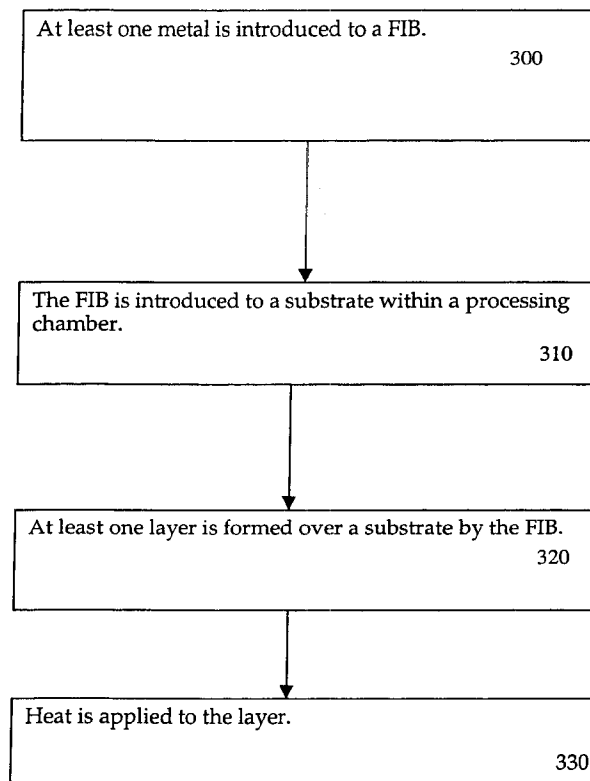 At least one metal is introduced to a FIB.
300
The FIB is introduced to a substrate within a processing
chamber.
310
At least one layer is formed over a substrate by the FIB.
320
Heat is applied to the layer.
330